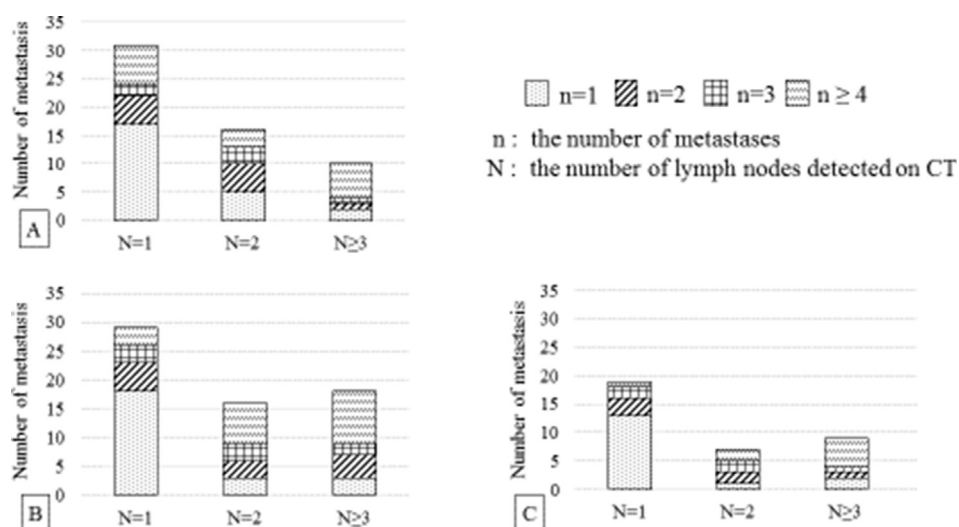 Number of metastasis
35
30
25
20
15
10
5
0
A
N=1 N=2 N≥3
n=1 n=2 n=3 n ≥ 4
n : the number of metastases
N : the number of lymph nodes detected on CT
Number of metastasis
35
30
25
20
15
10
5
0
B
N=1 N=2 N≥3
Number of metastasis
35
30
25
20
15
10
5
0
C
N=1 N=2 N≥3